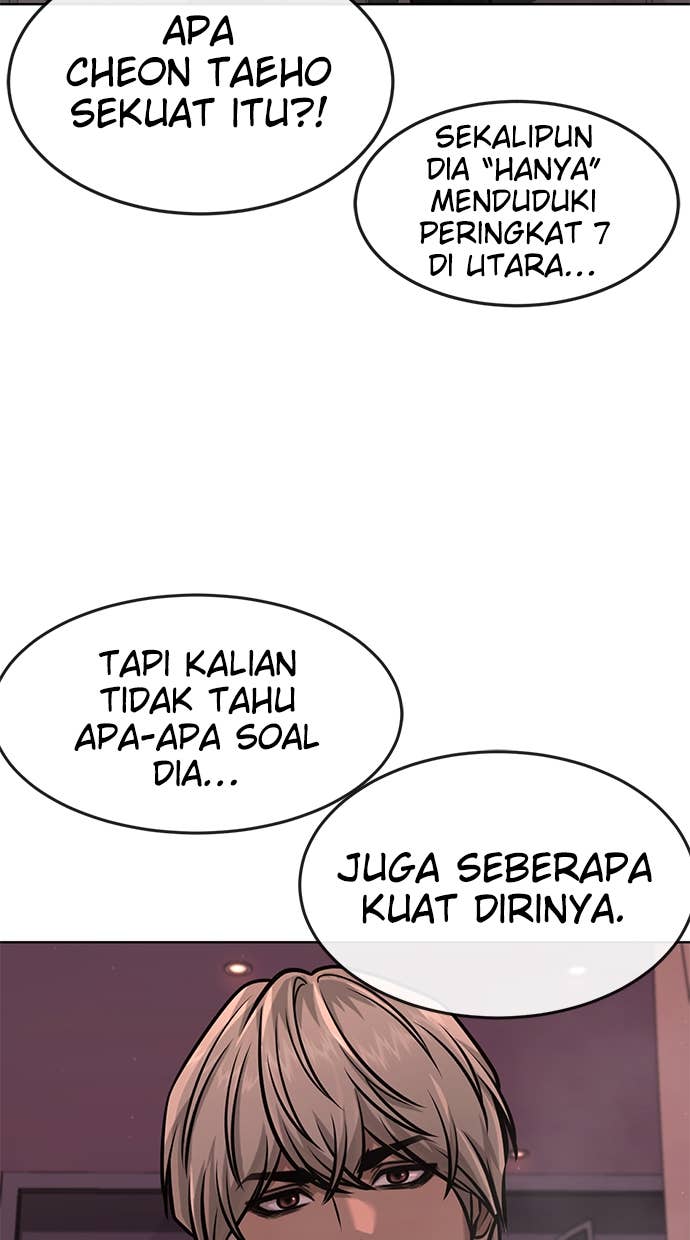 APA
CHEON TAEHO
SEKUAT ITU?!
SEKALIPUN
DIA "HANYA"
MENDUDUKI
PERINGKAT 7
DI UTARA...
TAPI KALIAN
TIDAK TAHU
APA-APA SOAL
DIA...
JUGA SEBERAPA
KUAT DIRINYA.